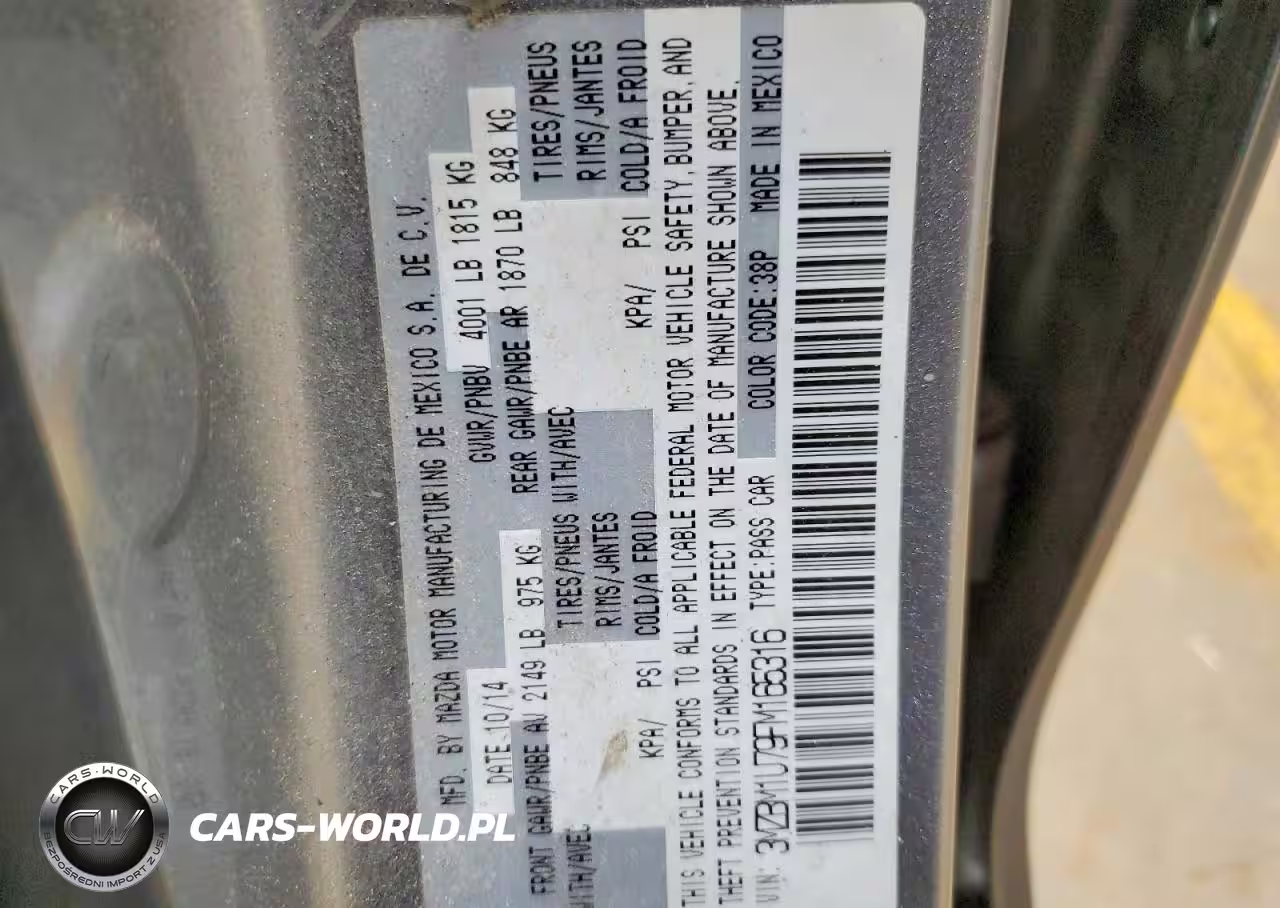 MFD. BY MAZDA MOTOR MANUFACTURING DE MEXICO S.A. DE C.V.
DATE:10/14 GVWR/PNBV 4001 LB 1815 KG
FRONT GAWR/PNBE AV 2149 LB 975 KG REAR GAWR/PNBE AR 1870 LB 848 KG
WITH/AVEC TIRES/PNEUS WITH/AVEC TIRES/PNEUS
RIMS/JANTES RIMS/JANTES
KPA/ PSI COLD/A FROID KPA/ PSI COLD/A FROID
THIS VEHICLE CONFORMS TO ALL APPLICABLE FEDERAL MOTOR VEHICLE SAFETY,BUMPER,AND
THEFT PREVENTION STANDARDS IN EFFECT ON THE DATE OF MANUFACTURE SHOWN ABOVE.
VIN: 3MZBM1U79FM165316 TYPE:PASS CAR COLOR CODE:38P MADE IN MEXICO
CARS-WORLD
CW
BEZPOŚREDNI IMPORT Z USA
CARS-WORLD.PL